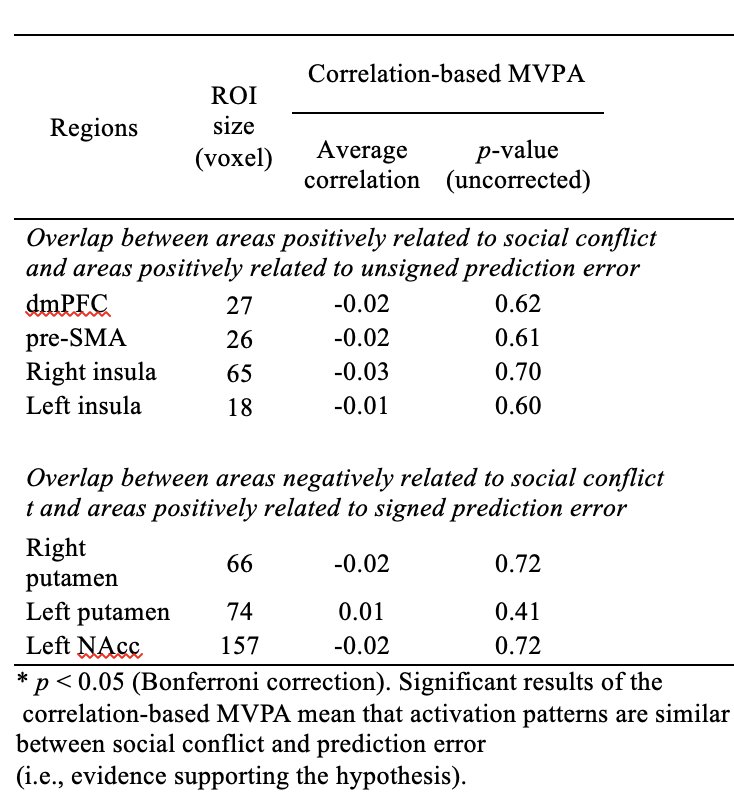 Correlation-based MVPA
Regions
ROI
size
(voxel)
Average
correlation
p-value
(uncorrected)
Overlap between areas positively related to social conflict
and areas positively related to unsigned prediction error
dmPFC 27 -0.02 0.62
pre-SMA 26 -0.02 0.61
Right insula 65 -0.03 0.70
Left insula 18 -0.01 0.60
Overlap between areas negatively related to social conflict
t and areas positively related to signed prediction error
Right
putamen 66 -0.02 0.72
Left putamen 74 0.01 0.41
Left NAcc 157 -0.02 0.72
* p < 0.05 (Bonferroni correction). Significant results of the
correlation-based MVPA mean that activation patterns are similar
between social conflict and prediction error
(i.e., evidence supporting the hypothesis).